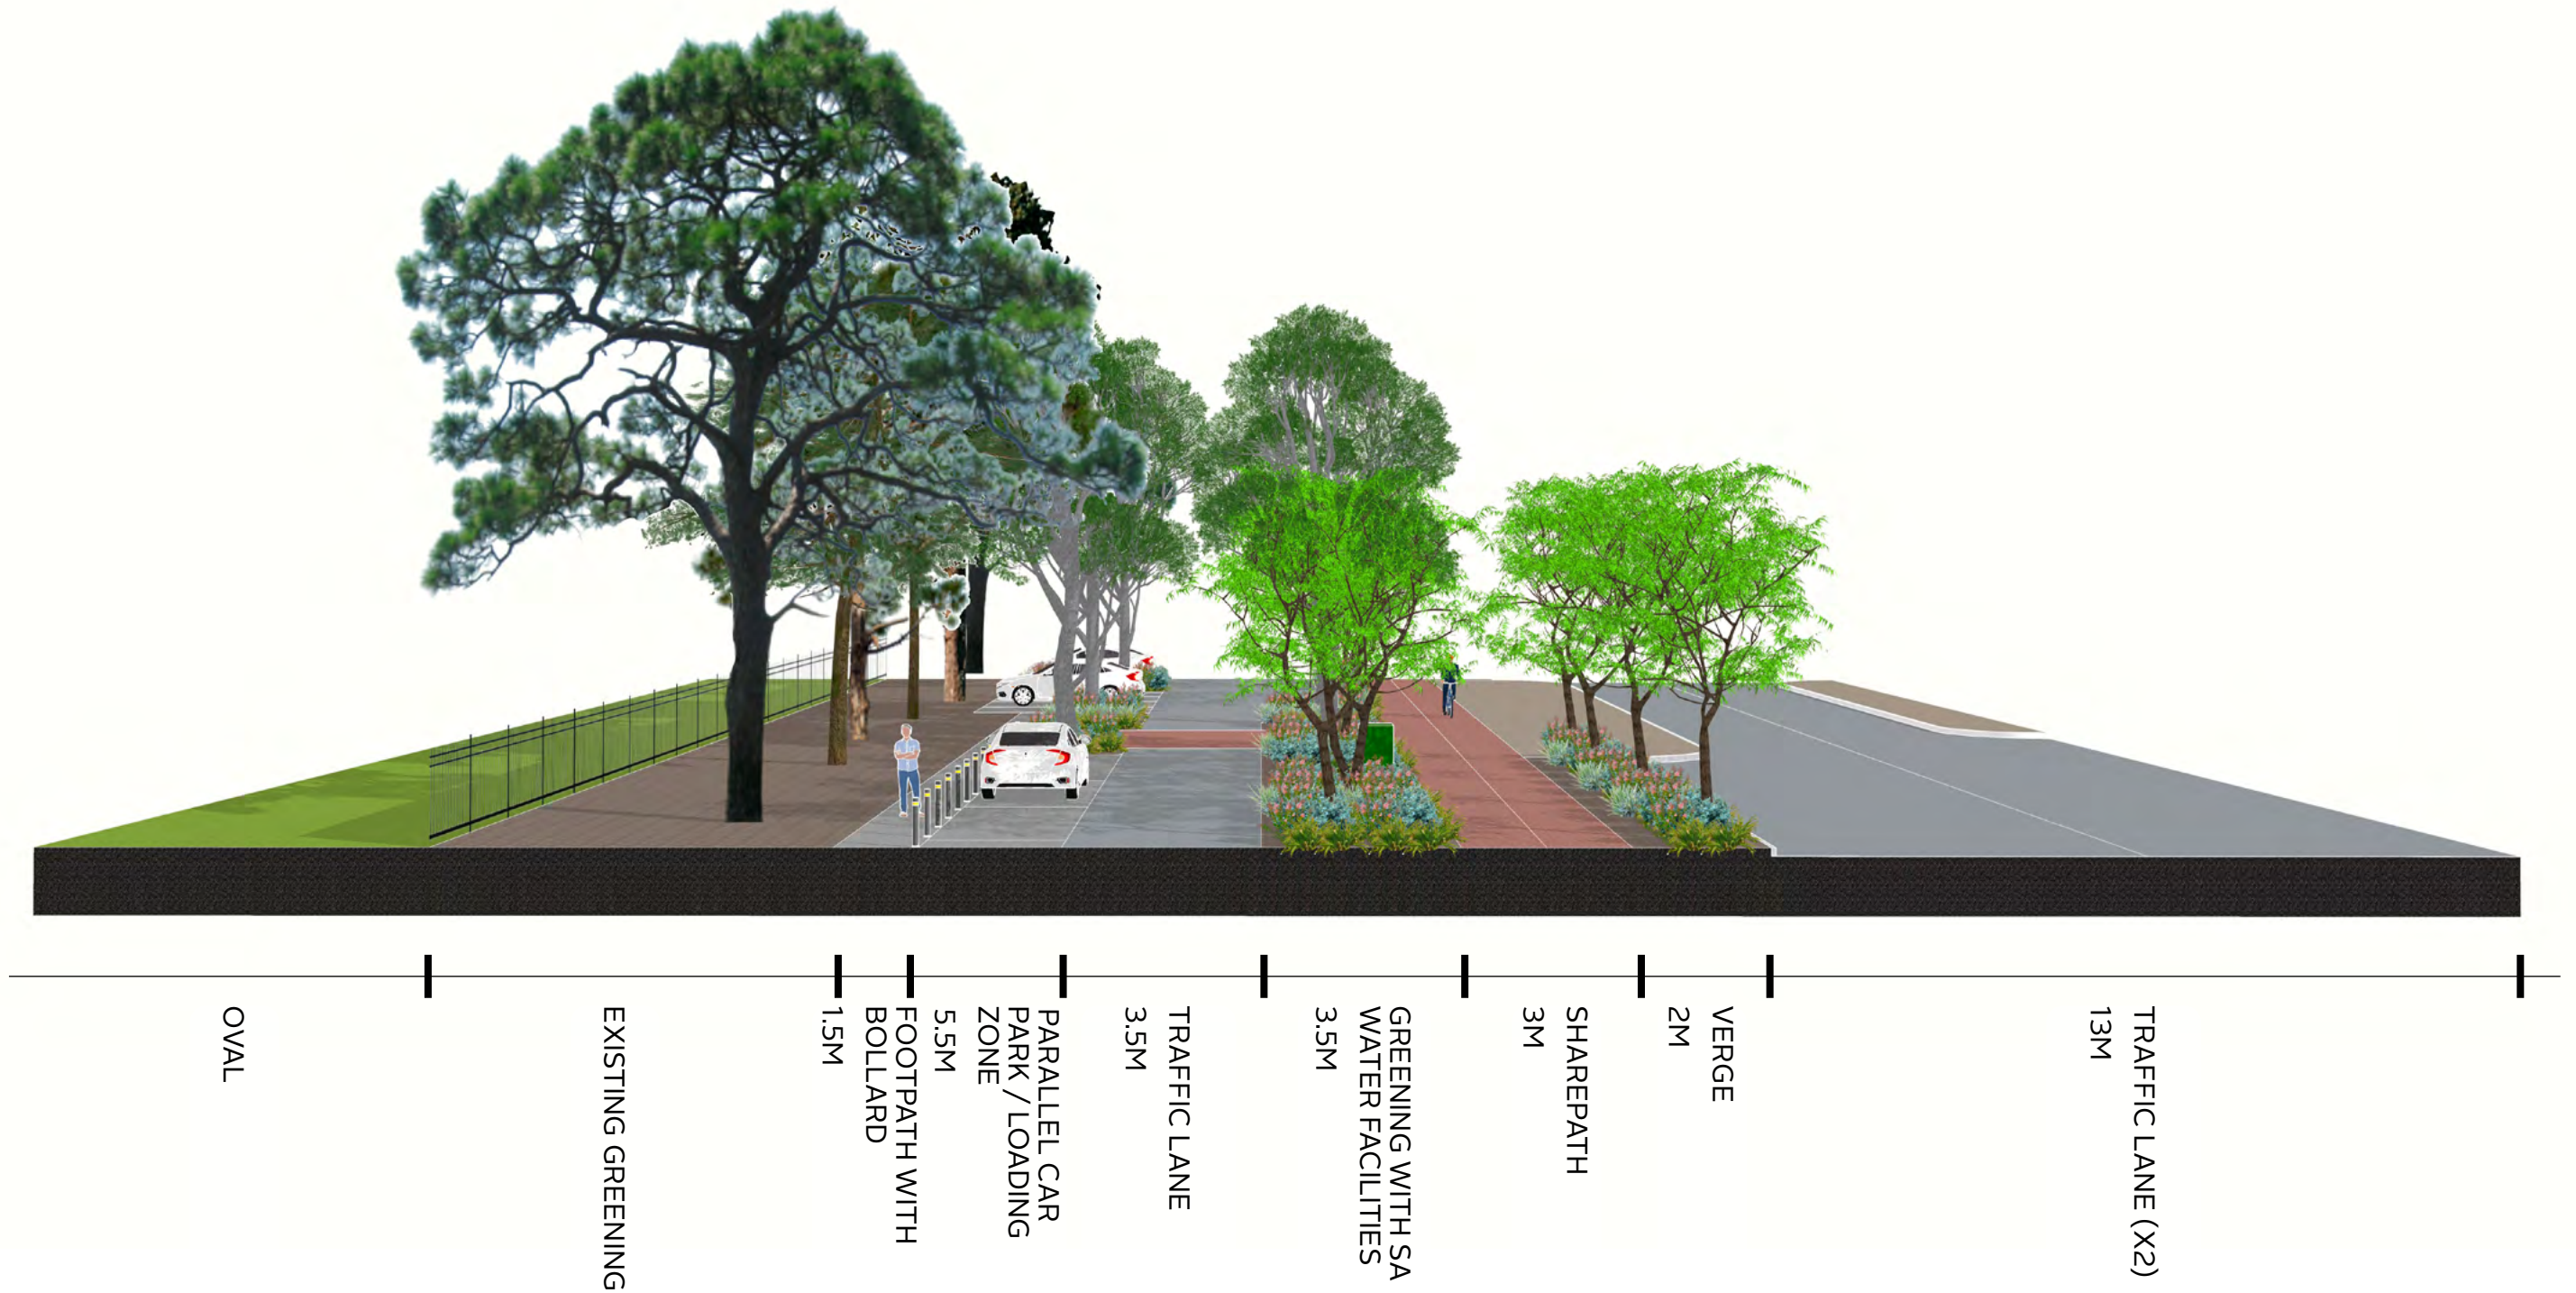 OVAL
EXISTING GREENING
FOOTPATH WITH
BOLLARD
1.5M
PARALLEL CAR
PARK / LOADING
ZONE
5.5M
TRAFFIC LANE
3.5M
GREENING WITH SA
WATER FACILITIES
3.5M
SHAREPATH
3M
VERGE
2M
TRAFFIC LANE (X2)
13M